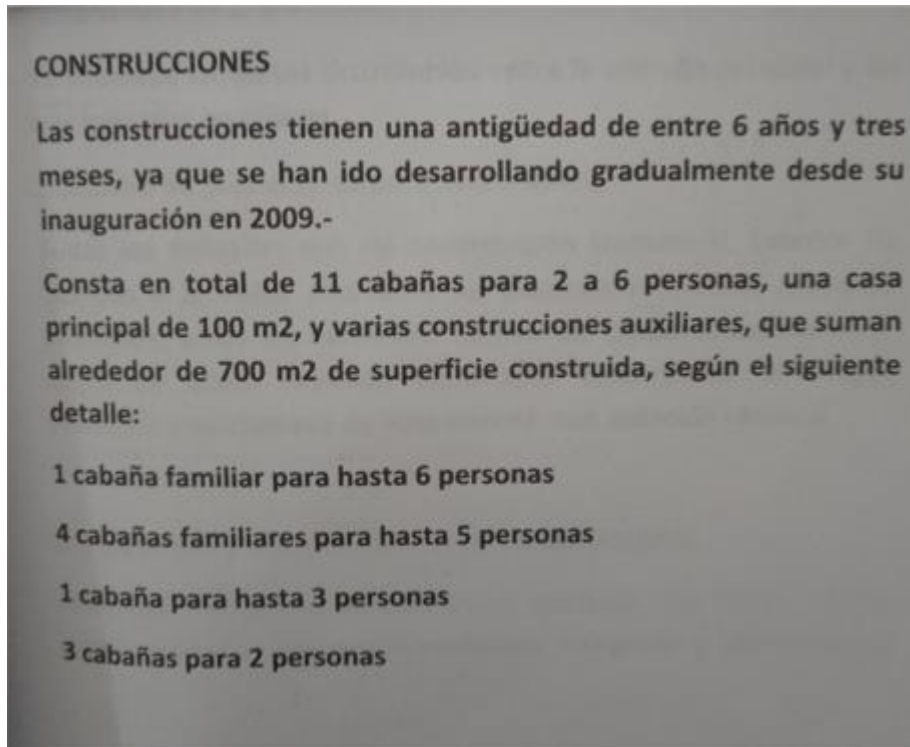 CONSTRUCCIONES
Las construcciones tienen una antigüedad de entre 6 años y tres
meses, ya que se han ido desarrollando gradualmente desde su
inauguración en 2009.-
Consta en total de 11 cabañas para 2 a 6 personas, una casa
principal de 100 m2, y varias construcciones auxiliares, que suman
alrededor de 700 m2 de superficie construida, según el siguiente
detalle:
1 cabaña familiar para hasta 6 personas
4 cabañas familiares para hasta 5 personas
1 cabaña para hasta 3 personas
3 cabañas para 2 personas